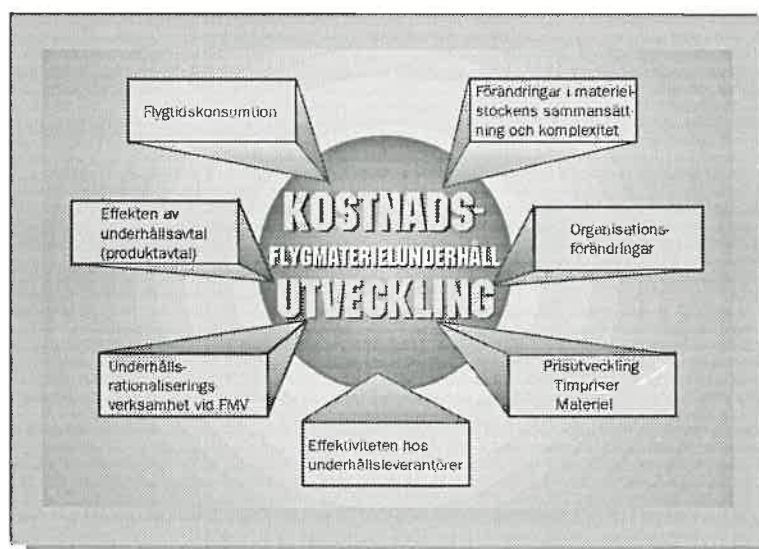 Flygtidskonsumtion
Förändringar i materiel-
stockens sammansätt-
ning och komplexitet
Effekten av
underhållsavtal
(produktavtal)
KOSTNADS-
FLYGMATERIELUNDERHÅLL
UTVECKLING
Organisations-
förändringar
Underhålls-
rationaliserings
verksamhet vid FMV
Prisutveckling
Timpriser
Materiel
Effektiviteten hos
underhållsleverantörer